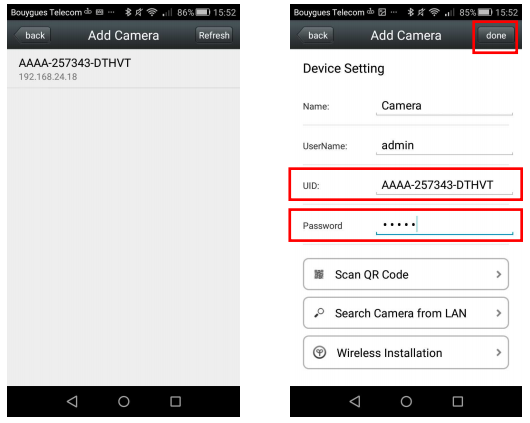 Bouygues Telecom 86% 15:52
back Add Camera Refresh
AAAA-257343-DTHVT
192.168.24.18
Bouygues Telecom 85% 15:52
back Add Camera done
Device Setting
Name: Camera
UserName: admin
UID: AAAA-257343-DTHVT
Password •••••
Scan QR Code
Search Camera from LAN
Wireless Installation